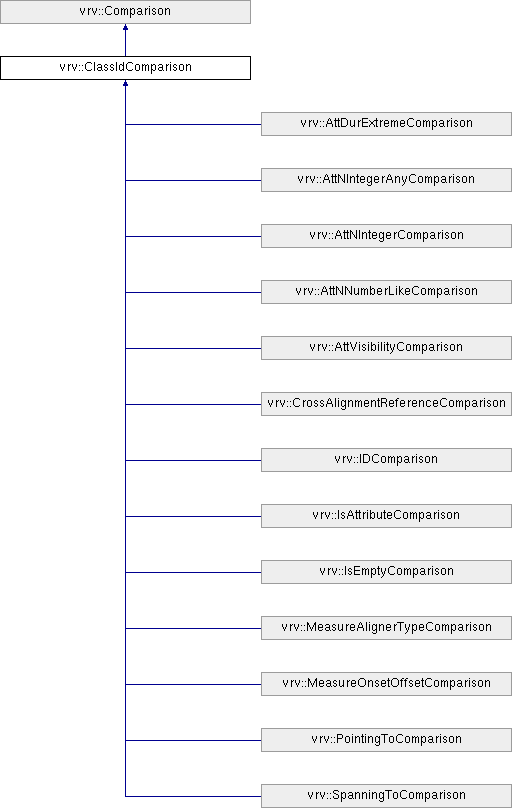 vrv::Comparison
vrv::ClassIdComparison
vrv::AttDurExtremeComparison
vrv::AttNIntegerAnyComparison
vrv::AttNIntegerComparison
vrv::AttNNumberLikeComparison
vrv::AttVisibilityComparison
vrv::CrossAlignmentReferenceComparison
vrv::IDComparison
vrv::IsAttributeComparison
vrv::IsEmptyComparison
vrv::MeasureAlignerTypeComparison
vrv::MeasureOnsetOffsetComparison
vrv::PointingToComparison
vrv::SpanningToComparison